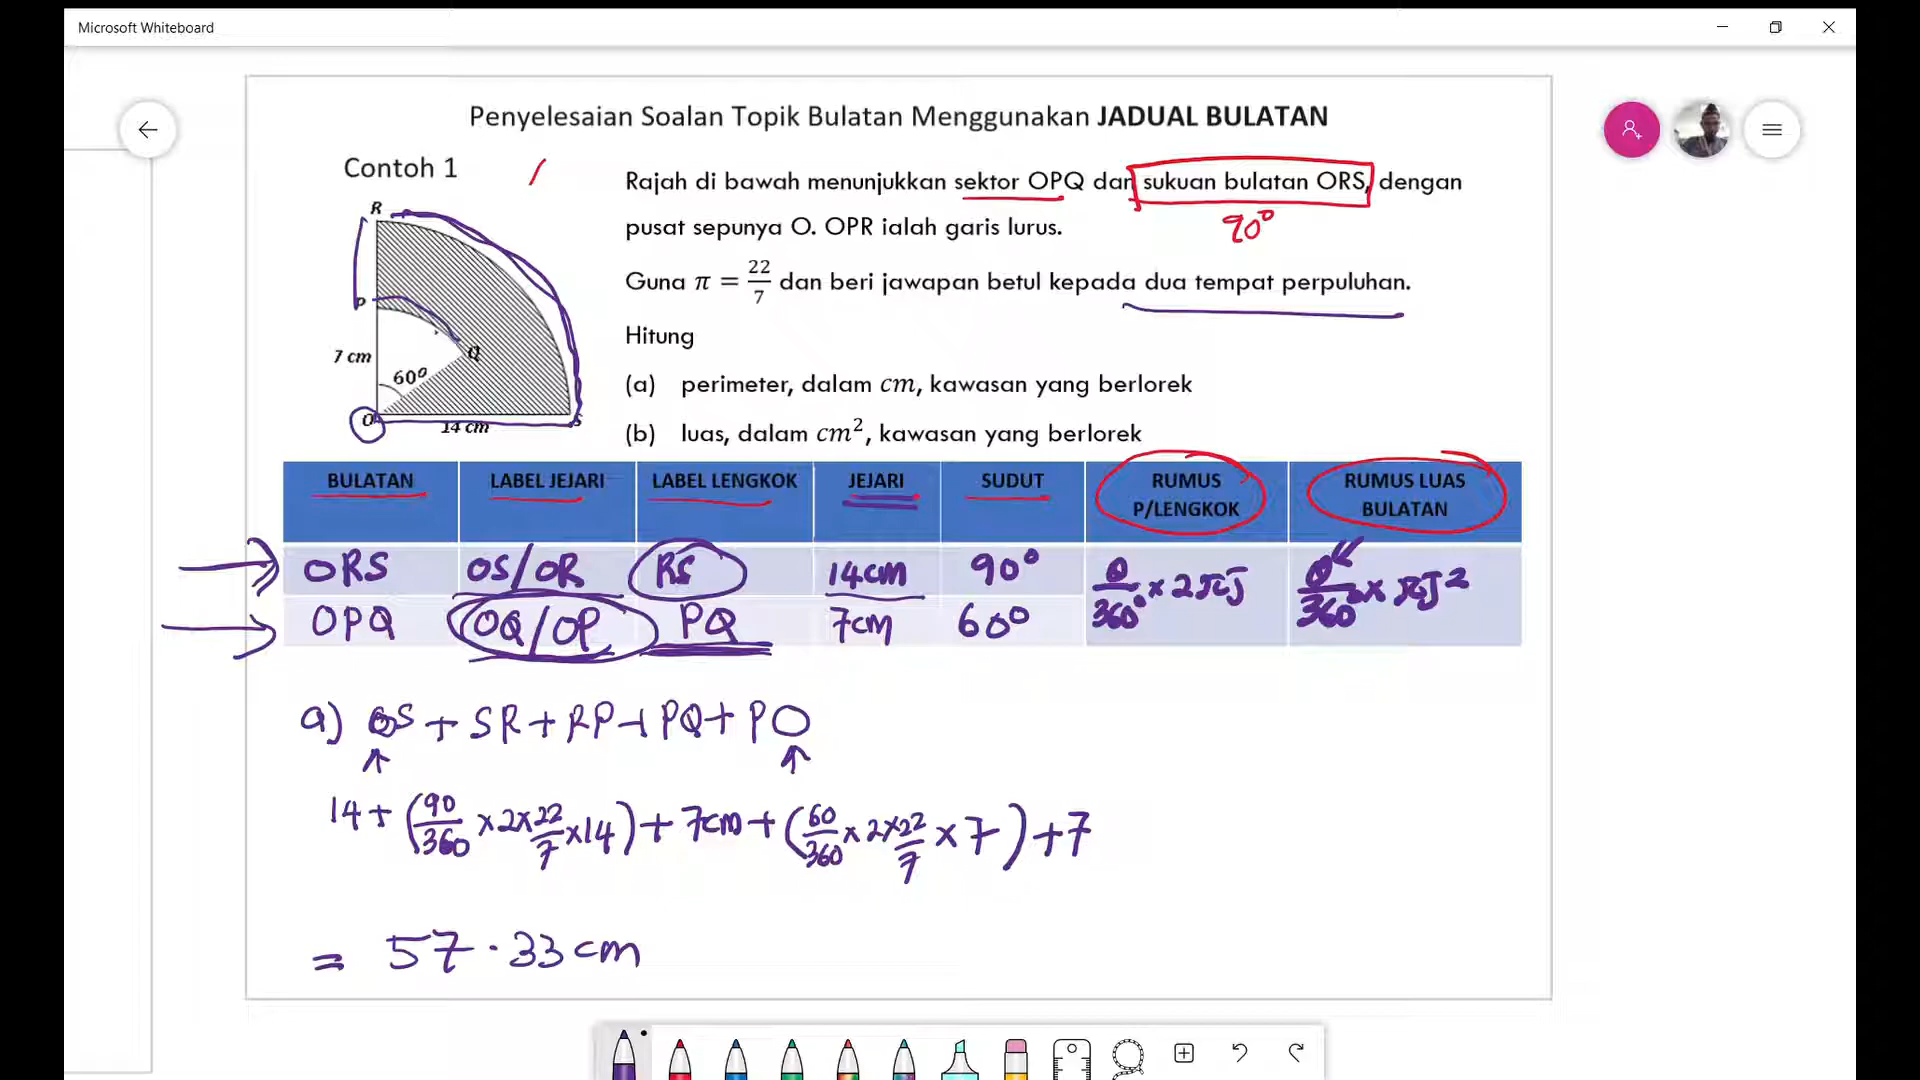 Microsoft Whiteboard
Penyelesaian Soalan Topik Bulatan Menggunakan JADUAL BULATAN
Contoh 1
Rajah di bawah menunjukkan sektor OPQ dan sukuan bulatan ORS, dengan
90°
pusat sepunya O. OPR ialah garis lurus.
Guna π = 22/7 dan beri jawapan betul kepada dua tempat perpuluhan.
Hitung
(a) perimeter, dalam cm, kawasan yang berlorek
(b) luas, dalam cm², kawasan yang berlorek
R
P
7 cm
Q
60⁰
O
14 cm
S
BULATAN LABEL JEJARI LABEL LENGKOK JEJARI SUDUT RUMUS P/LENGKOK RUMUS LUAS BULATAN
ORS OS/OR RS 14cm 90° θ/360° × 2πj θ/360° × πj²
OPQ OQ/OP PQ 7cm 60°
a) OS + SR + RP + PQ + PO
14 + (90/360 × 2 × 22/7 × 14) + 7cm + (60/360 × 2 × 22/7 × 7) + 7
= 57.33cm